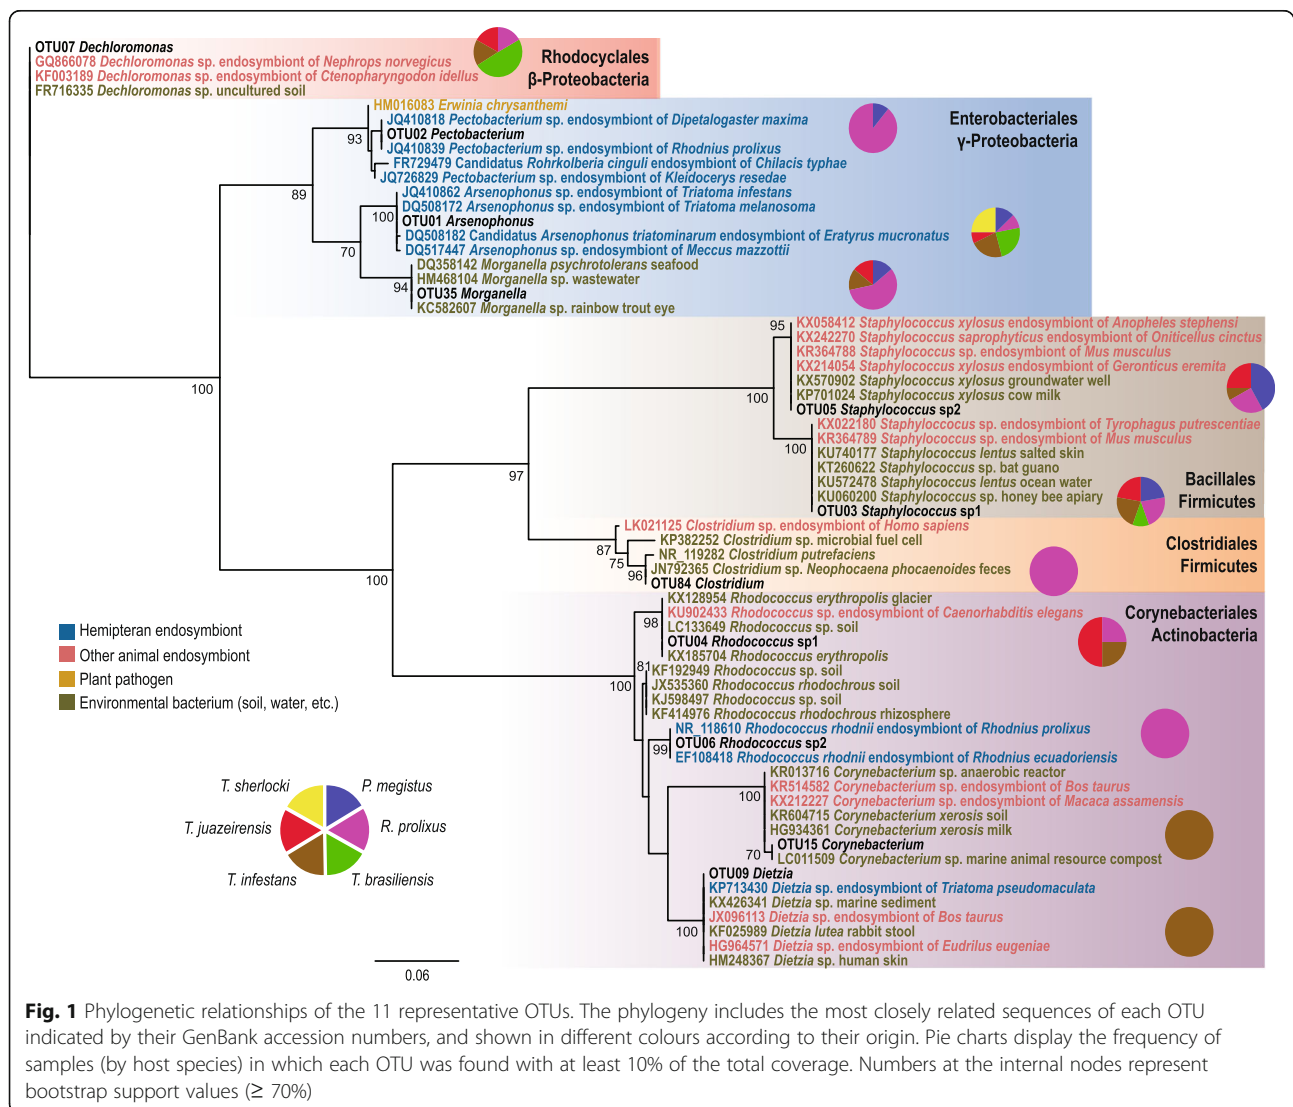 OTU07 Dechloromonas
GQ866078 Dechloromonas sp. endosymbiont of Nephrops norvegicus
KF003189 Dechloromonas sp. endosymbiont of Ctenopharyngodon idellus
FR716335 Dechloromonas sp. uncultured soil
Rhodocyclales
β-Proteobacteria
HM016083 Erwinia chrysanthemi
JQ410818 Pectobacterium sp. endosymbiont of Dipetalogaster maxima
OTU02 Pectobacterium
JQ410839 Pectobacterium sp. endosymbiont of Rhodnius prolixus
FR729479 Candidatus Rohrkolberia cinguli endosymbiont of Chilacis typhae
JQ726829 Pectobacterium sp. endosymbiont of Kleidocerys resedae
JQ410862 Arsenophonus sp. endosymbiont of Triatoma infestans
DQ508172 Arsenophonus sp. endosymbiont of Triatoma melanosoma
OTU01 Arsenophonus
DQ508182 Candidatus Arsenophonus triatominarum endosymbiont of Eratyrus mucronatus
DQ517447 Arsenophonus sp. endosymbiont of Meccus mazzottii
DQ358142 Morganella psychrotolerans seafood
HM468104 Morganella sp. wastewater
OTU35 Morganella
KC582607 Morganella sp. rainbow trout eye
Enterobacteriales
γ-Proteobacteria
93
89
100
70
94
100
KX058412 Staphylococcus xylosus endosymbiont of Anopheles stephensi
KX242270 Staphylococcus saprophyticus endosymbiont of Oniticellus cinctus
KR364788 Staphylococcus sp. endosymbiont of Mus musculus
KX214054 Staphylococcus xylosus endosymbiont of Geronticus eremita
KX570902 Staphylococcus xylosus groundwater well
KP701024 Staphylococcus xylosus cow milk
OTU05 Staphylococcus sp2
KX022180 Staphyloccocus sp. endosymbiont of Tyrophagus putrescentiae
KR364789 Staphylococcus sp. endosymbiont of Mus musculus
KU740177 Staphylococcus lentus salted skin
KT260622 Staphylococcus sp. bat guano
KU572478 Staphylococcus lentus ocean water
KU060200 Staphylococcus sp. honey bee apiary
OTU03 Staphylococcus sp1
Bacillales
Firmicutes
95
100
100
97
LK021125 Clostridium sp. endosymbiont of Homo sapiens
KP382252 Clostridium sp. microbial fuel cell
NR_119282 Clostridium putrefaciens
JN792365 Clostridium sp. Neophocaena phocaenoides feces
OTU84 Clostridium
Clostridiales
Firmicutes
87
75
96
100
KX128954 Rhodococcus erythropolis glacier
KU902433 Rhodococcus sp. endosymbiont of Caenorhabditis elegans
LC133649 Rhodococcus sp. soil
OTU04 Rhodococcus sp1
KX185704 Rhodococcus erythropolis
KF192949 Rhodococcus sp. soil
JX535360 Rhodococcus rhodochrous soil
KJ598497 Rhodococcus sp. soil
KF414976 Rhodococcus rhodochrous rhizosphere
NR_118610 Rhodococcus rhodnii endosymbiont of Rhodnius prolixus
OTU06 Rhodococcus sp2
EF108418 Rhodococcus rhodnii endosymbiont of Rhodnius ecuadoriensis
KR013716 Corynebacterium sp. anaerobic reactor
KR514582 Corynebacterium sp. endosymbiont of Bos taurus
KX212227 Corynebacterium sp. endosymbiont of Macaca assamensis
KR604715 Corynebacterium xerosis soil
HG934361 Corynebacterium xerosis milk
OTU15 Corynebacterium
LC011509 Corynebacterium sp. marine animal resource compost
OTU09 Dietzia
KP713430 Dietzia sp. endosymbiont of Triatoma pseudomaculata
KX426341 Dietzia sp. marine sediment
JX096113 Dietzia sp. endosymbiont of Bos taurus
KF025989 Dietzia lutea rabbit stool
HG964571 Dietzia sp. endosymbiont of Eudrilus eugeniae
HM248367 Dietzia sp. human skin
Corynebacteriales
Actinobacteria
98
81
100
99
100
70
100
Hemipteran endosymbiont
Other animal endosymbiont
Plant pathogen
Environmental bacterium (soil, water, etc.)
T. sherlocki
P. megistus
T. juazeirensis
R. prolixus
T. infestans
T. brasiliensis
0.06
Fig. 1 Phylogenetic relationships of the 11 representative OTUs. The phylogeny includes the most closely related sequences of each OTU
indicated by their GenBank accession numbers, and shown in different colours according to their origin. Pie charts display the frequency of
samples (by host species) in which each OTU was found with at least 10% of the total coverage. Numbers at the internal nodes represent
bootstrap support values (≥ 70%)